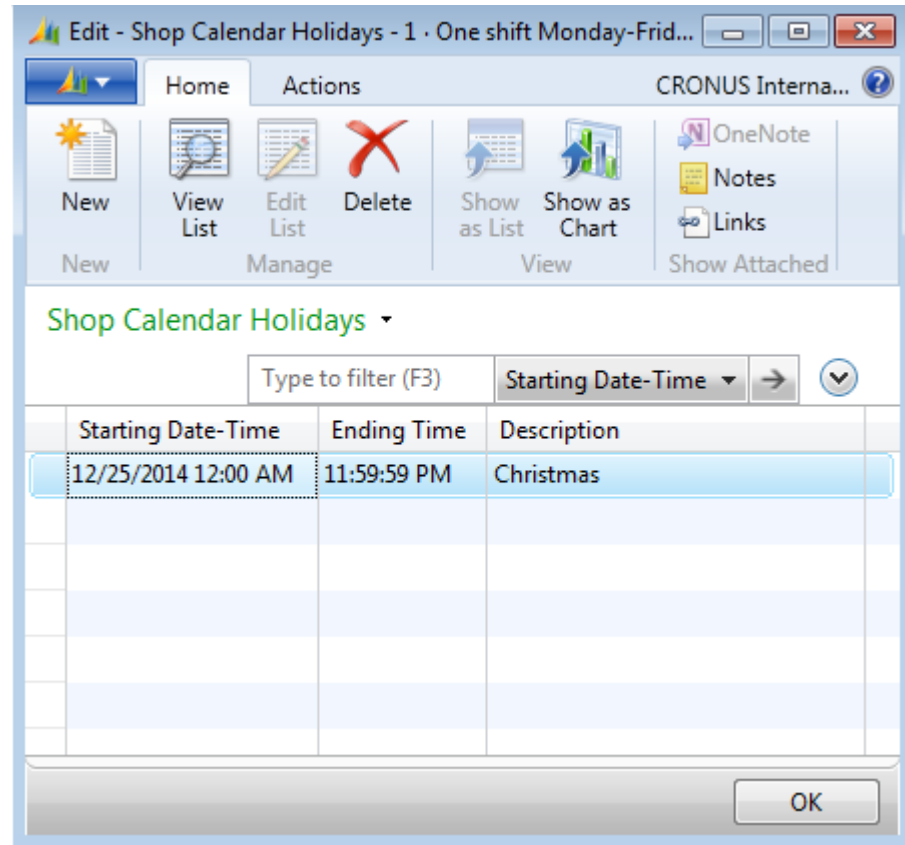 Edit - Shop Calendar Holidays - 1 · One shift Monday-Frid...
Home Actions CRONUS Interna...
New
View List
Edit List
Delete
Show as List
Show as Chart
OneNote
Notes
Links
New Manage View Show Attached
Shop Calendar Holidays
Type to filter (F3) Starting Date-Time
Starting Date-Time Ending Time Description
12/25/2014 12:00 AM 11:59:59 PM Christmas
OK